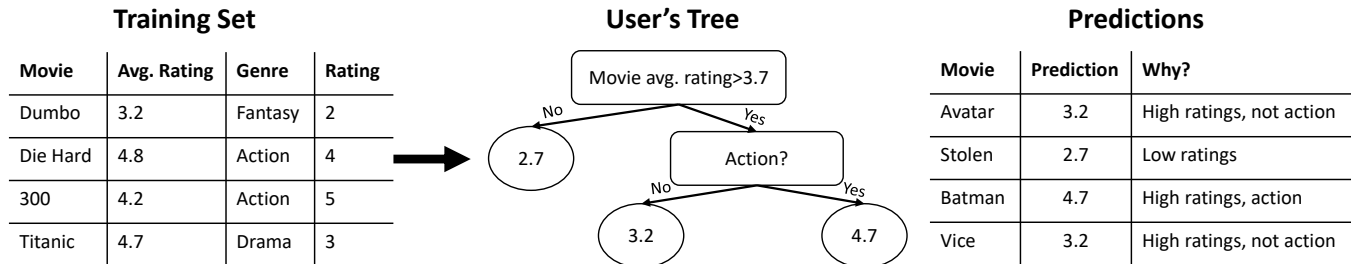 Training Set
Movie Avg. Rating Genre Rating
Dumbo 3.2 Fantasy 2
Die Hard 4.8 Action 4
300 4.2 Action 5
Titanic 4.7 Drama 3
User's Tree
Movie avg. rating>3.7
No Yes
2.7 Action?
No Yes
3.2 4.7
Predictions
Movie Prediction Why?
Avatar 3.2 High ratings, not action
Stolen 2.7 Low ratings
Batman 4.7 High ratings, action
Vice 3.2 High ratings, not action